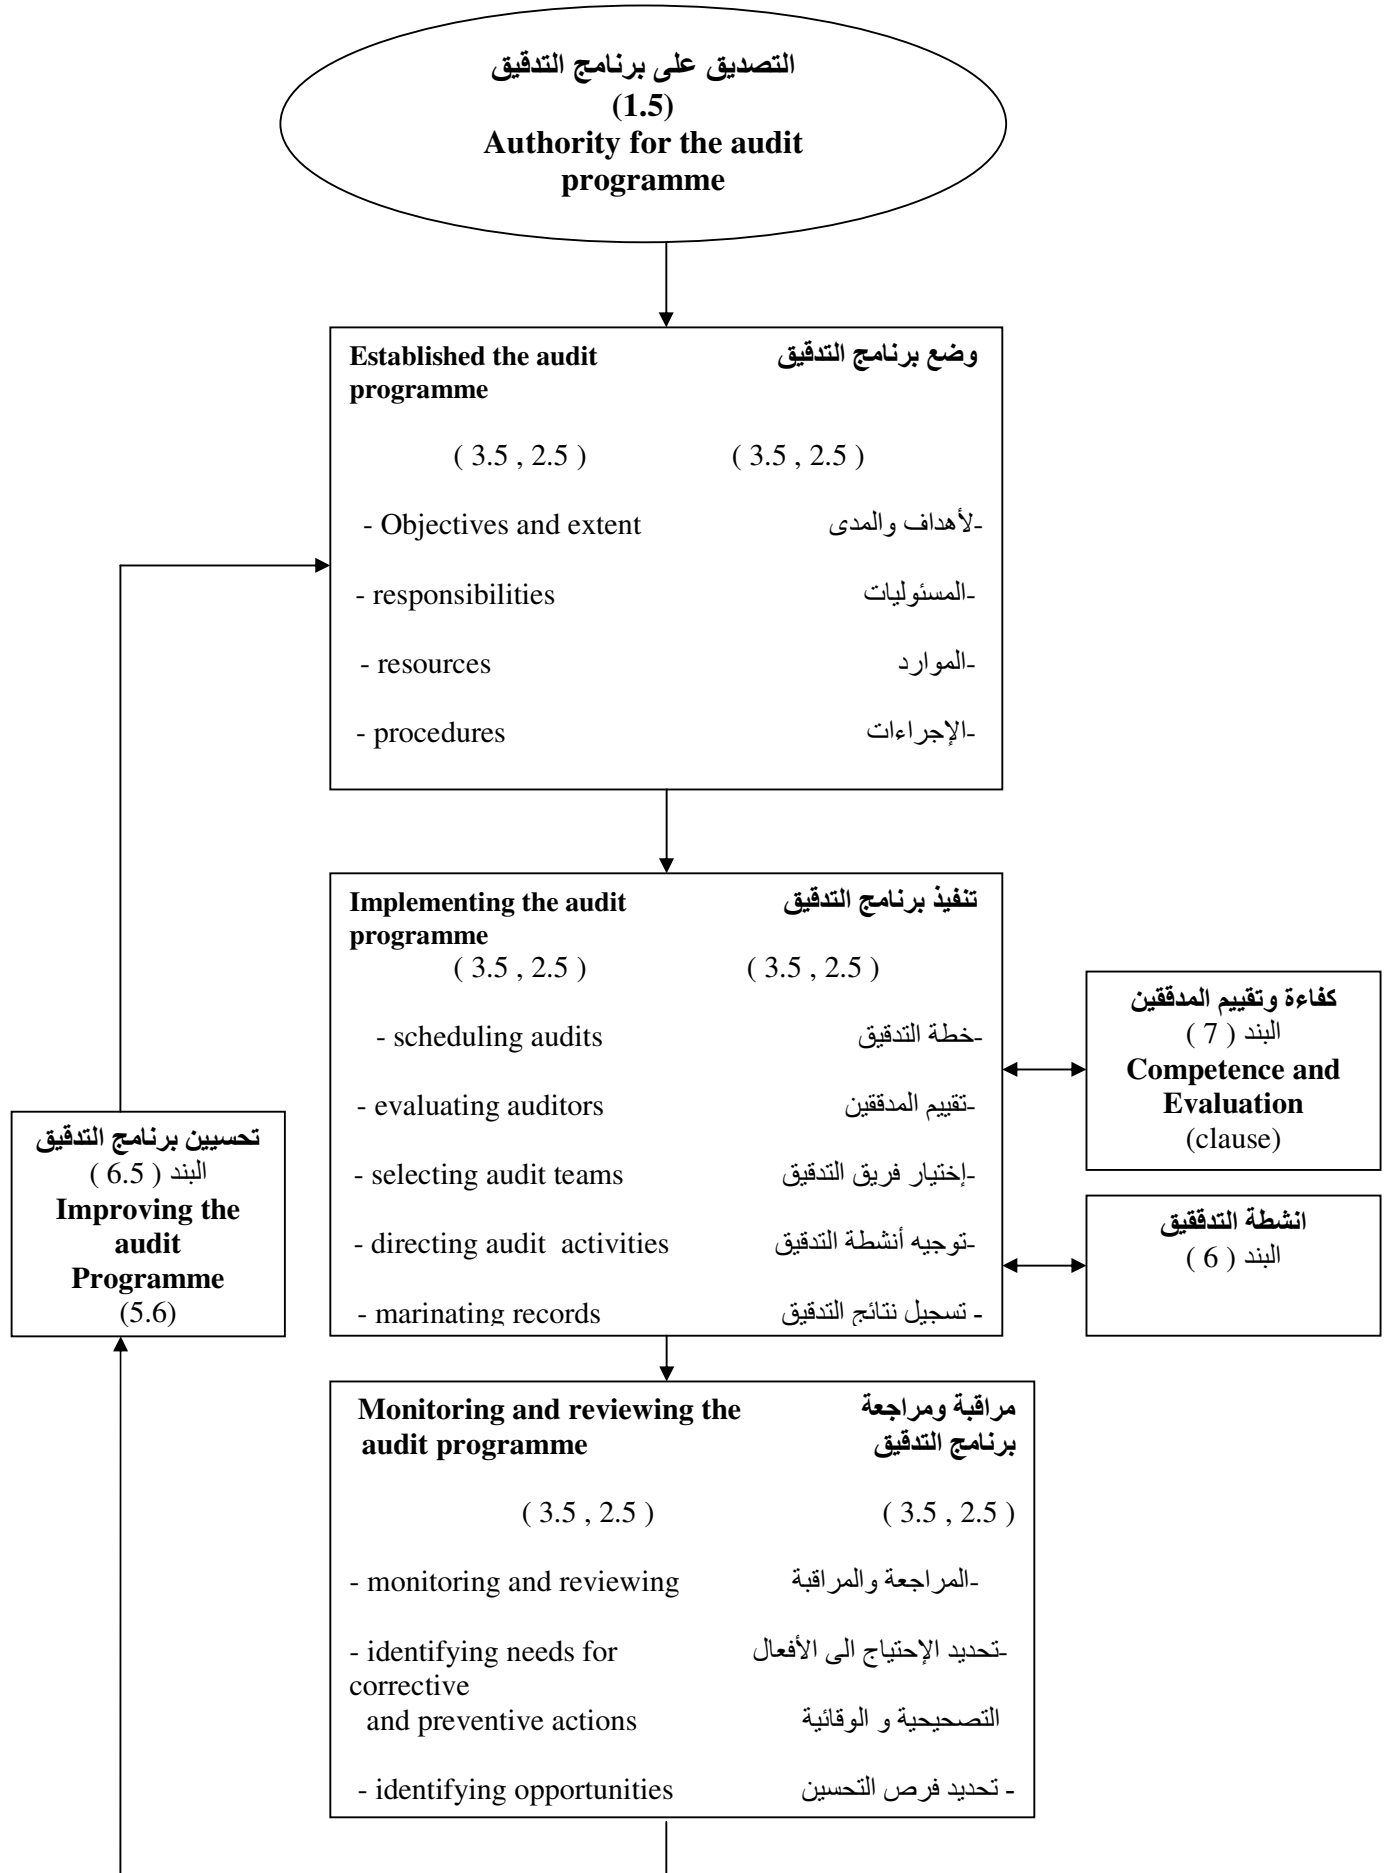 التصديق على برنامج التدقيق
(1.5)
Authority for the audit
programme
Established the audit programme
وضع برنامج التدقيق
( 3.5 , 2.5 ) ( 3.5 , 2.5 )
- Objectives and extent -لأهداف والمدى
- responsibilities -المسئوليات
- resources -الموارد
- procedures -الإجراءات
Implementing the audit programme
تنفيذ برنامج التدقيق
( 3.5 , 2.5 ) ( 3.5 , 2.5 )
- scheduling audits -خطة التدقيق
- evaluating auditors -تقييم المدققين
- selecting audit teams -إختيار فريق التدقيق
- directing audit activities -توجيه أنشطة التدقيق
- marinating records - تسجيل نتائج التدقيق
كفاءة وتقييم المدققين
البند ( 7 )
Competence and
Evaluation
(clause)
انشطة التدققيق
البند ( 6 )
تحسيين برنامج التدقيق
البند ( 6.5 )
Improving the
audit
Programme
(5.6)
Monitoring and reviewing the
audit programme
مراقبة ومراجعة
برنامج التدقيق
( 3.5 , 2.5 ) ( 3.5 , 2.5 )
- monitoring and reviewing -المراجعة والمراقبة
- identifying needs for -تحديد الإحتياج الى الأفعال
corrective
and preventive actions التصحيحية و الوقائية
- identifying opportunities - تحديد فرص التحسين